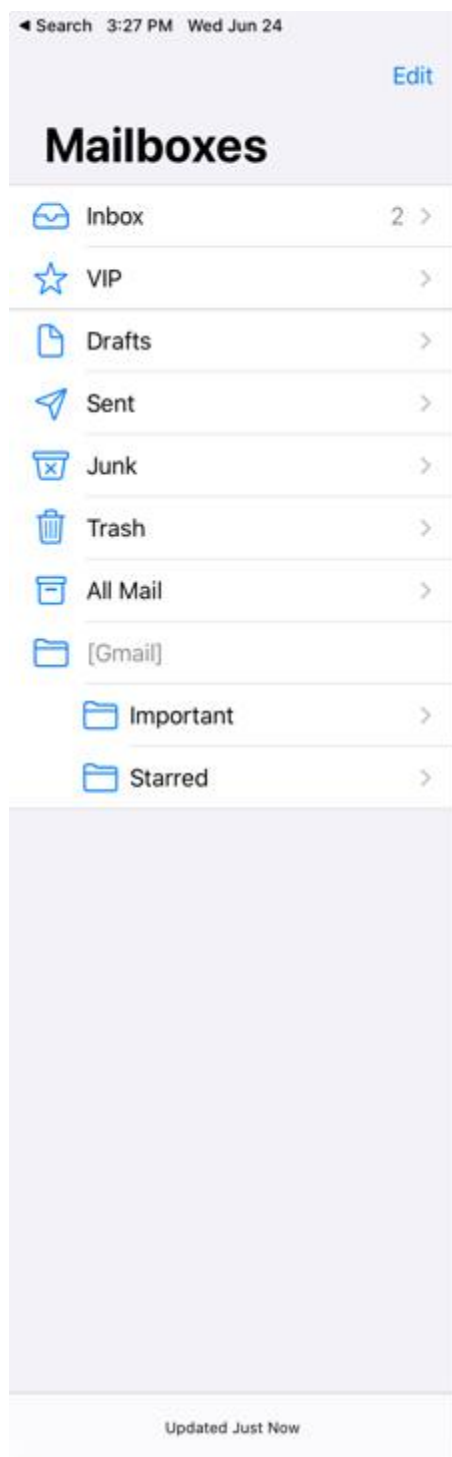 ◀ Search 3:27 PM Wed Jun 24
Edit
Mailboxes
Inbox 2
VIP
Drafts
Sent
Junk
Trash
All Mail
[Gmail]
Important
Starred
Updated Just Now